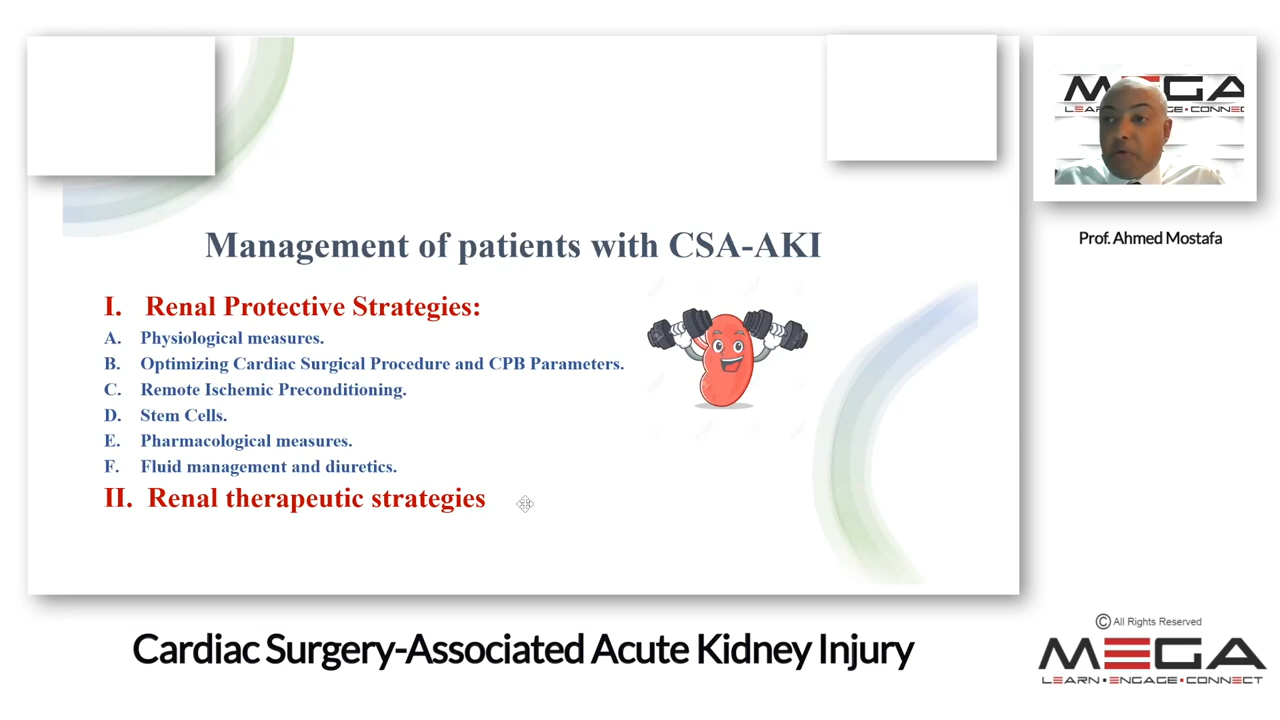 Management of patients with CSA-AKI
I. Renal Protective Strategies:
A. Physiological measures.
B. Optimizing Cardiac Surgical Procedure and CPB Parameters.
C. Remote Ischemic Preconditioning.
D. Stem Cells.
E. Pharmacological measures.
F. Fluid management and diuretics.
II. Renal therapeutic strategies
MEGA
Prof. Ahmed Mostafa
Cardiac Surgery-Associated Acute Kidney Injury
© All Rights Reserved
MEGA
LEARN • ENGAGE • CONNECT